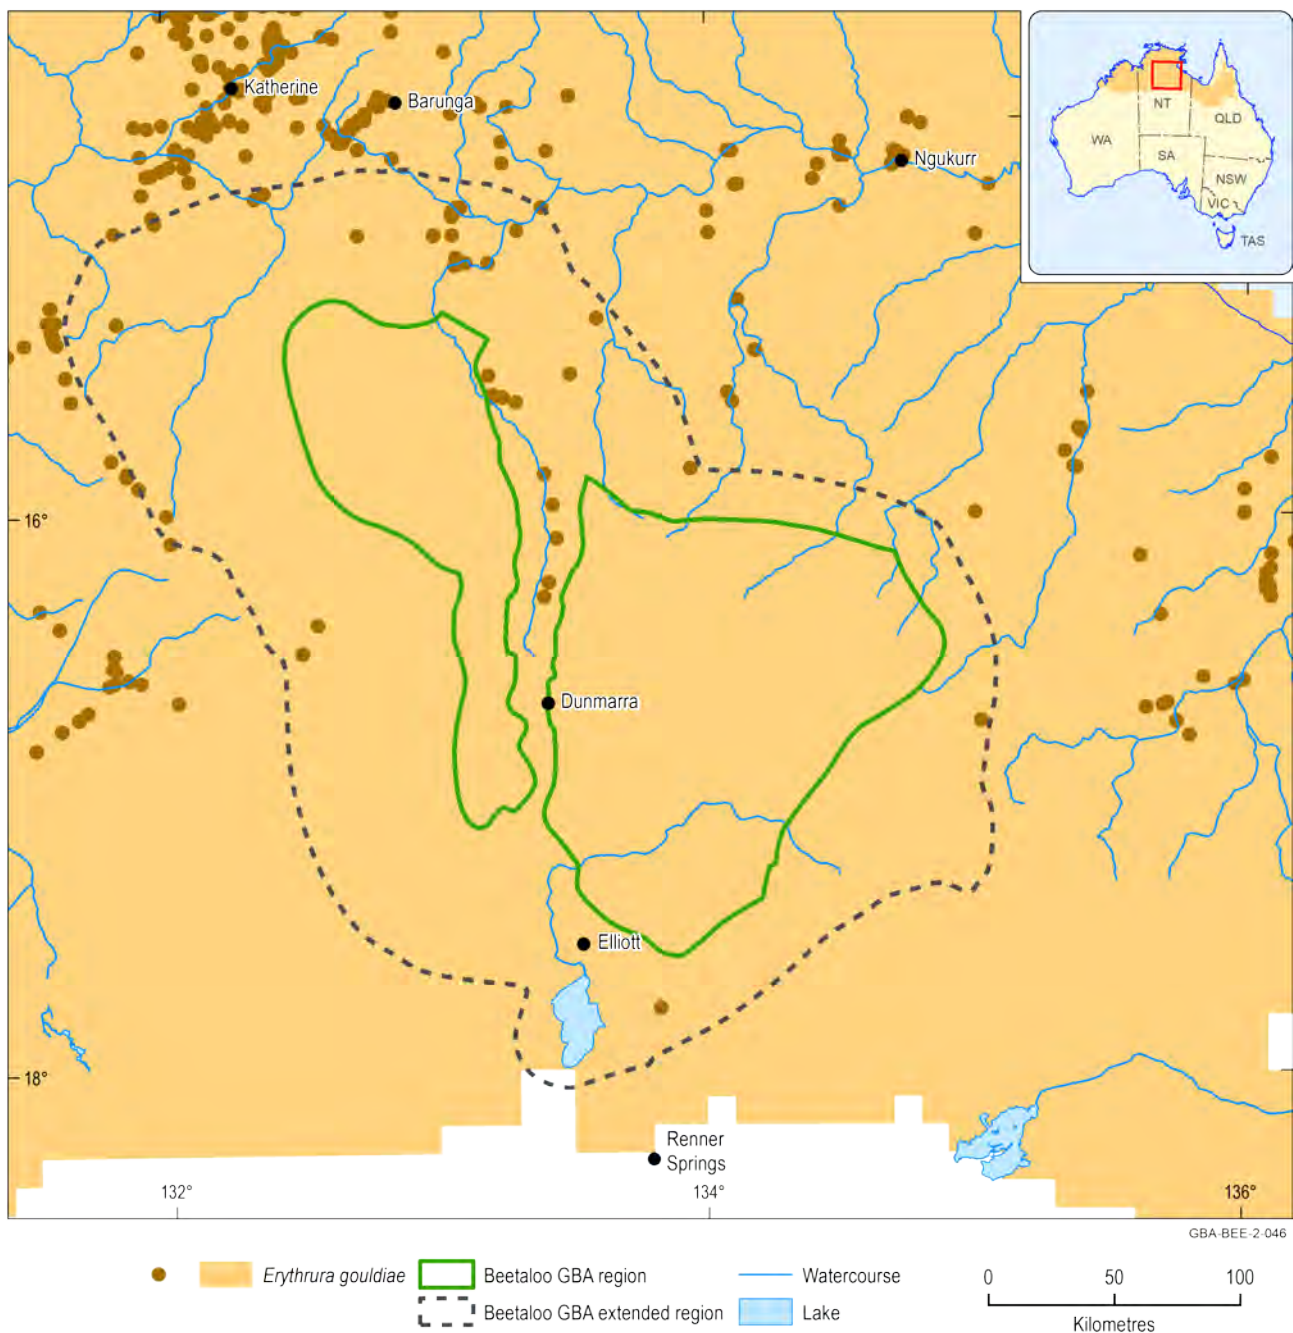 Katherine
Barunga
Ngukurr
WA
NT
QLD
SA
NSW
VIC
TAS
16°
Dunmarra
Elliott
18°
Renner
Springs
132°
134°
136°
GBA-BEE-2-046
Erythrura gouldiae
Beetaloo GBA region
Watercourse
0 50 100
Beetaloo GBA extended region
Lake
Kilometres